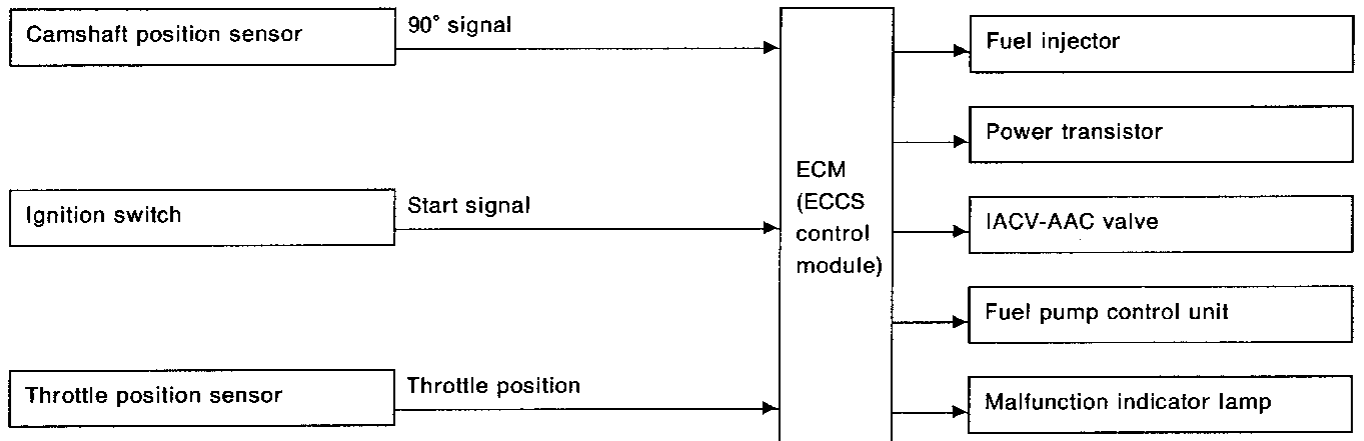 Camshaft position sensor
90° signal
Ignition switch
Start signal
Throttle position sensor
Throttle position
ECM
(ECCS
control
module)
Fuel injector
Power transistor
IACV-AAC valve
Fuel pump control unit
Malfunction indicator lamp